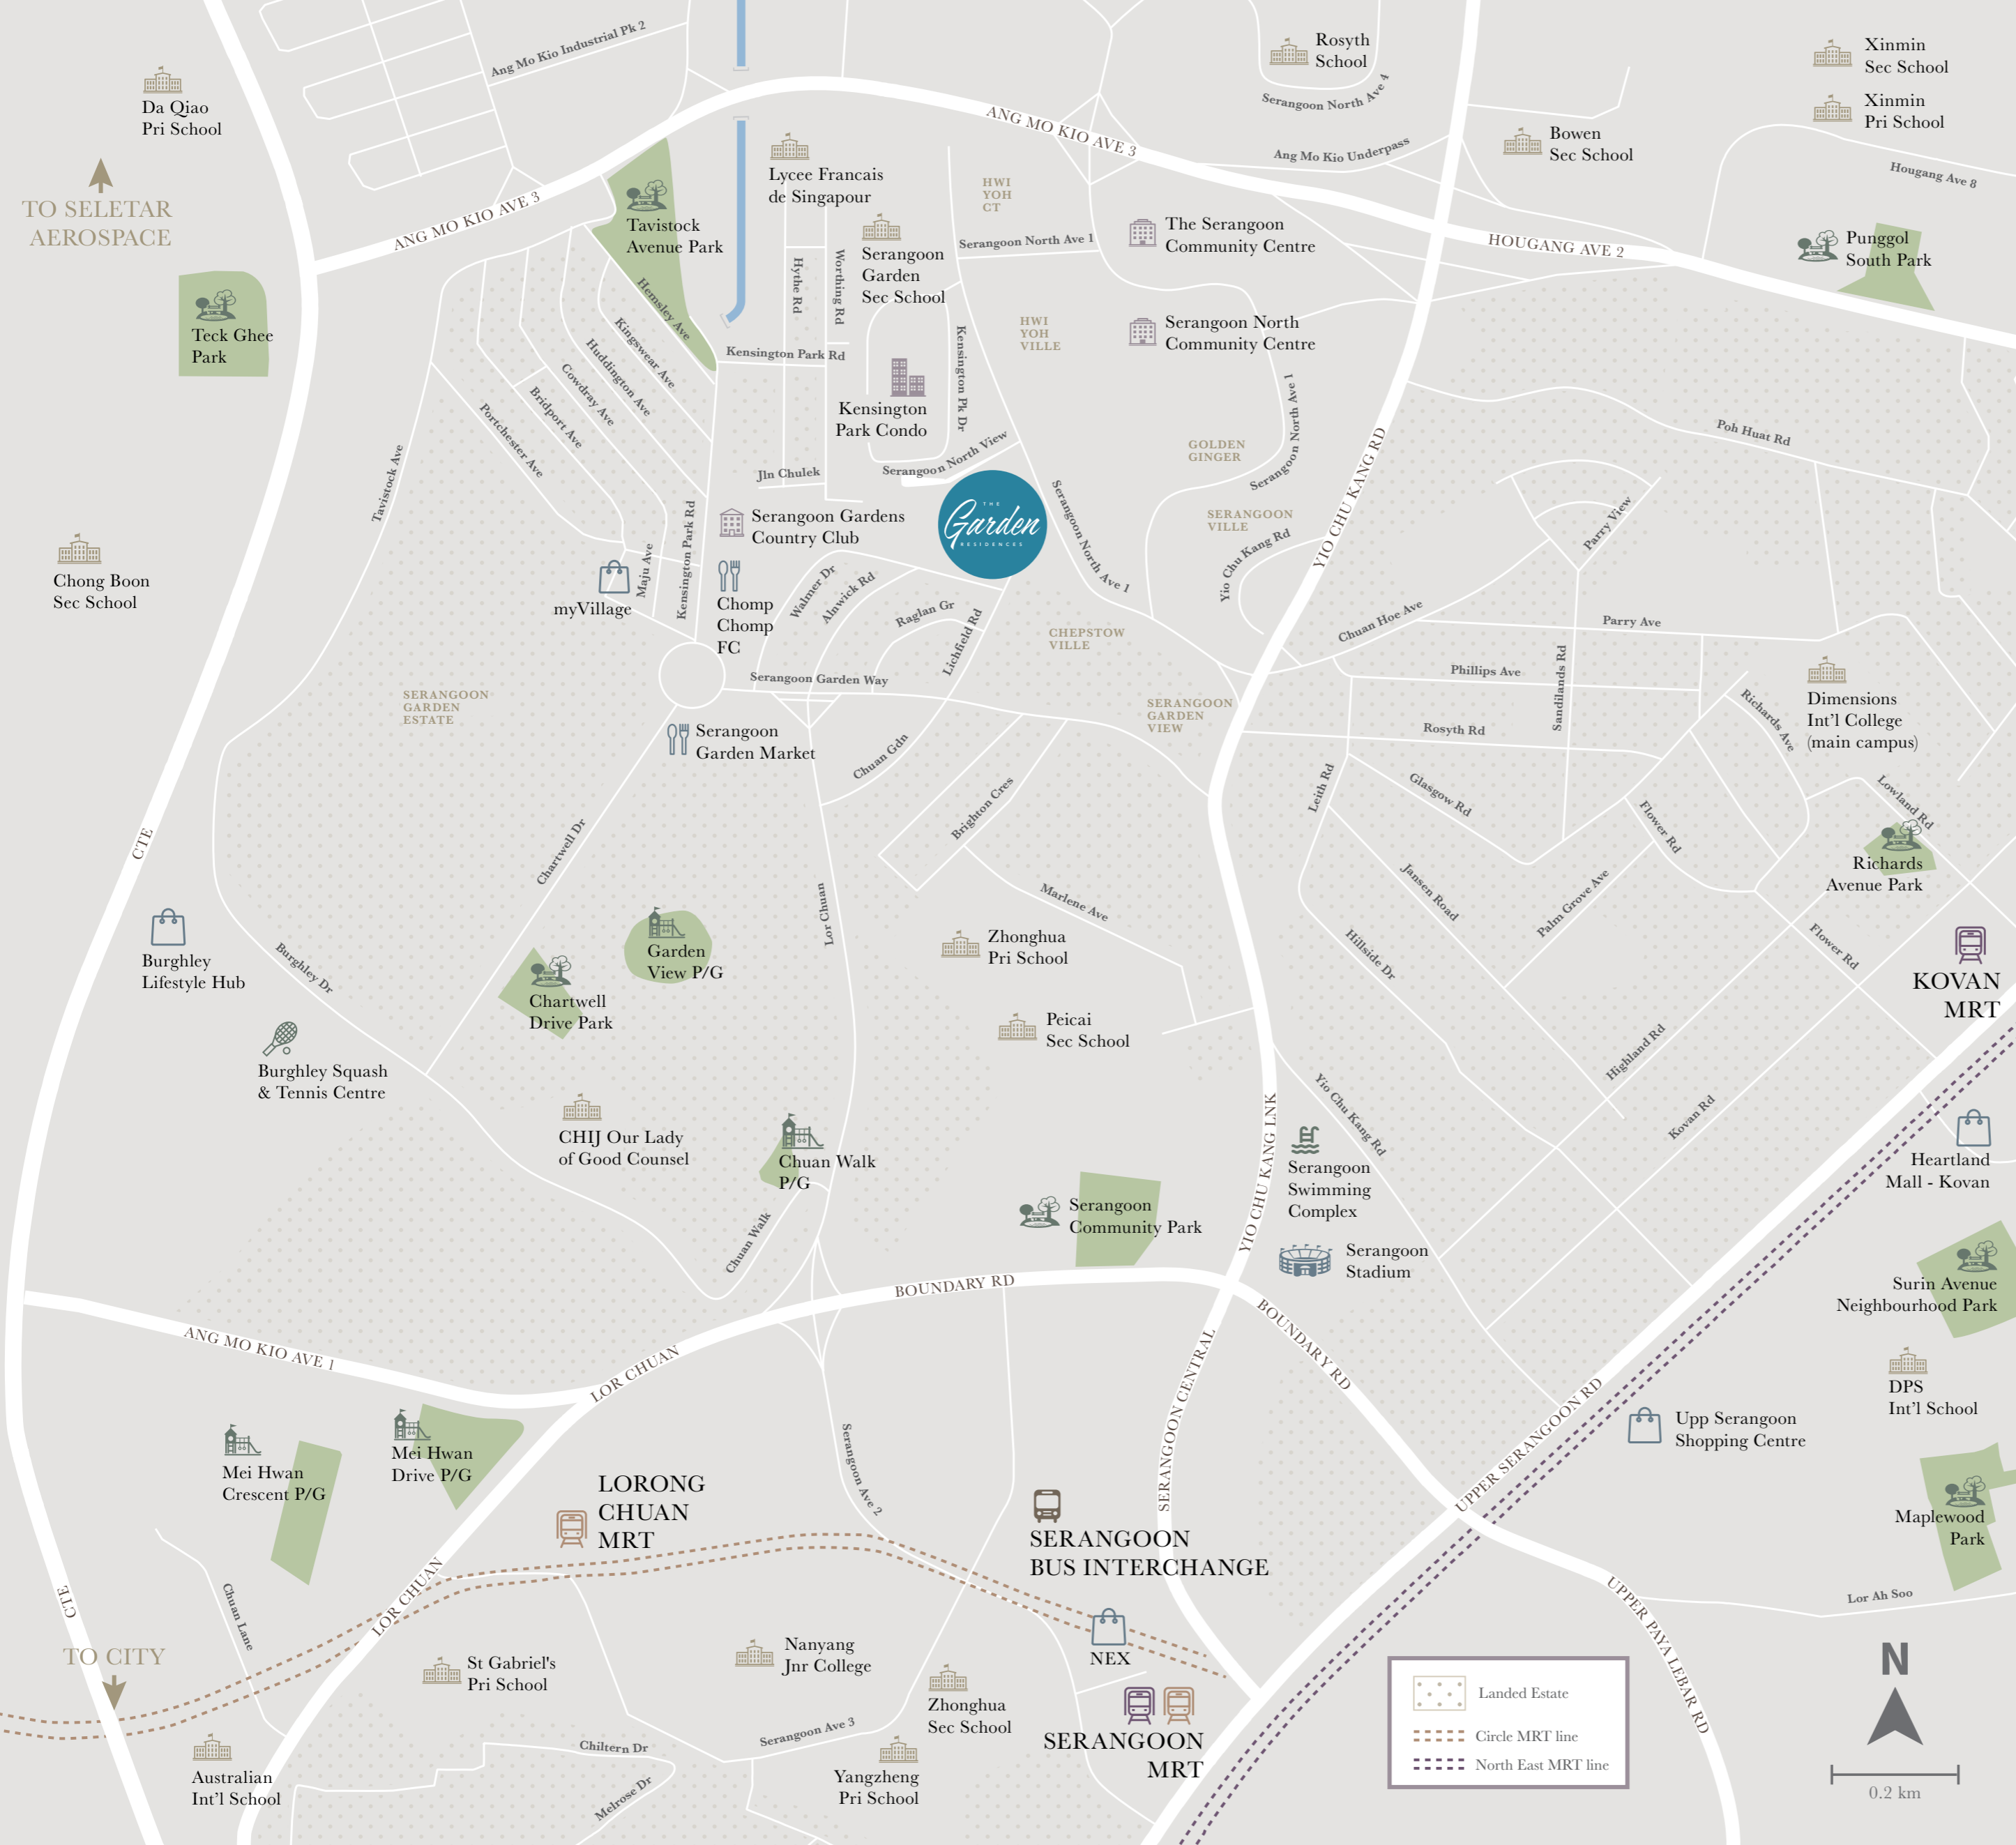 Ang Mo Kio Industrial Pk 2
Rosyth
School
Serangoon North Ave 4
Xinmin
Sec School
Xinmin
Pri School
Da Qiao
Pri School
ANG MO KIO AVE 3
Ang Mo Kio Underpass
Bowen
Sec School
Hougang Ave 8
TO SELETAR
AEROSPACE
ANG MO KIO AVE 3
Tavistock
Avenue Park
Lycee Francais
de Singapour
HWI
YOH
CT
Serangoon
Garden
Sec School
Serangoon North Ave 1
The Serangoon
Community Centre
HOUGANG AVE 2
Punggol
South Park
Teck Ghee
Park
Hemsley Ave
Hythe Rd
Worthing Rd
Kingswear Ave
Huddington Ave
Cowdray Ave
Bridport Ave
Portchester Ave
Kensington Park Rd
Kensington Pk Dr
HWI
YOH
VILLE
Serangoon North
Community Centre
Kensington
Park Condo
Serangoon North Ave 1
GOLDEN
GINGER
YIO CHU KANG RD
Poh Huat Rd
Tavistock Ave
Jln Chulek
Serangoon North View
THE
Garden
RESIDENCES
Serangoon North Ave 1
SERANGOON
VILLE
Yio Chu Kang Rd
Parry View
Serangoon Gardens
Country Club
Kensington Park Rd
Maju Ave
Chong Boon
Sec School
myVillage
Chomp
Chomp
FC
Walmer Dr
Alnwick Rd
Raglan Gr
Lichfield Rd
CHEPSTOW
VILLE
Chuan Hoe Ave
Parry Ave
Phillips Ave
Sandilands Rd
Dimensions
Int'l College
(main campus)
Richards Ave
SERANGOON
GARDEN
ESTATE
Serangoon Garden Way
SERANGOON
GARDEN
VIEW
Rosyth Rd
Serangoon
Garden Market
Chuan Gdn
Brighton Cres
Leith Rd
Glasgow Rd
Flower Rd
Lowland Rd
Richards
Avenue Park
CTE
Chartwell Dr
Lor Chuan
Marlene Ave
Jansen Road
Palm Grove Ave
Hillside Dr
Flower Rd
KOVAN
MRT
Burghley
Lifestyle Hub
Burghley Dr
Garden
View P/G
Chartwell
Drive Park
Zhonghua
Pri School
Peicai
Sec School
Burghley Squash
& Tennis Centre
Highland Rd
Kovan Rd
Yio Chu Kang Rd
CHIJ Our Lady
of Good Counsel
Chuan Walk
P/G
Chuan Walk
YIO CHU KANG LNK
Serangoon
Swimming
Complex
Heartland
Mall - Kovan
Serangoon
Community Park
Serangoon
Stadium
Surin Avenue
Neighbourhood Park
BOUNDARY RD
BOUNDARY RD
ANG MO KIO AVE 1
LOR CHUAN
SERANGOON CENTRAL
UPPER SERANGOON RD
DPS
Int'l School
Upp Serangoon
Shopping Centre
Mei Hwan
Crescent P/G
Mei Hwan
Drive P/G
Serangoon Ave 2
LORONG
CHUAN
MRT
SERANGOON
BUS INTERCHANGE
Maplewood
Park
Lor Ah Soo
UPPER PAYA LEBAR RD
CTE
Chuan Lane
LOR CHUAN
TO CITY
St Gabriel's
Pri School
Nanyang
Jnr College
NEX
Zhonghua
Sec School
SERANGOON
MRT
Serangoon Ave 3
Chiltern Dr
Melrose Dr
Yangzheng
Pri School
Australian
Int'l School
Landed Estate
Circle MRT line
North East MRT line
N
0.2 km